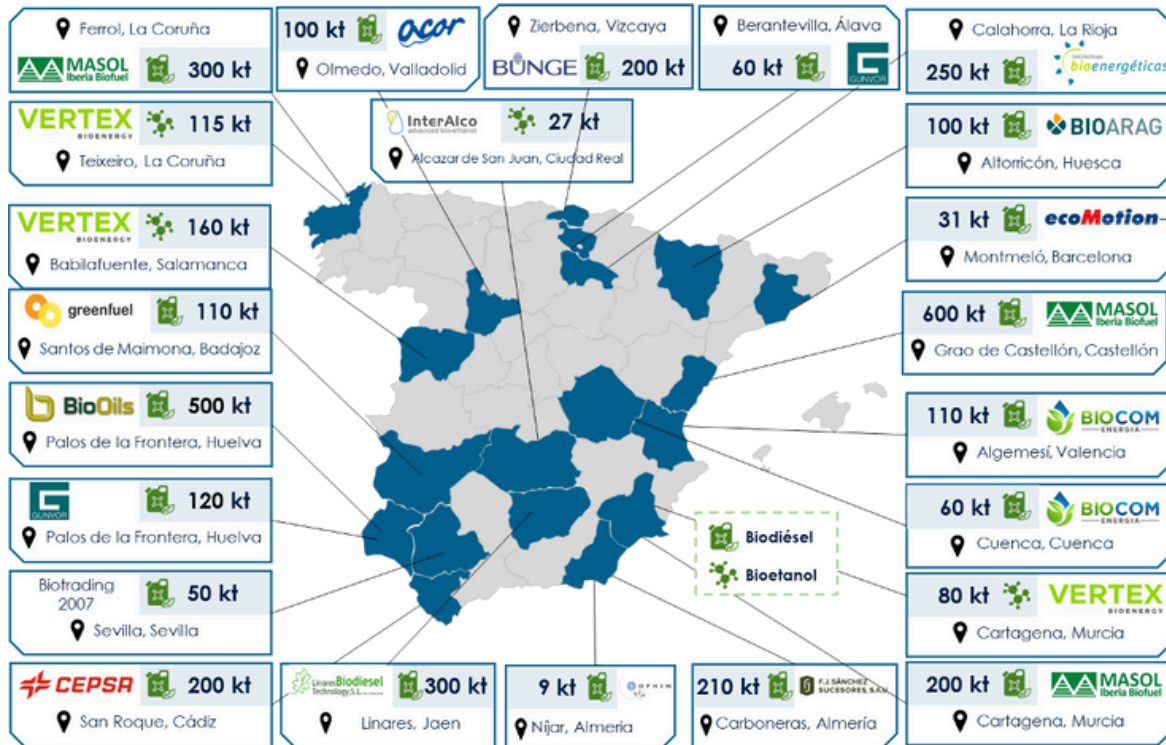 Ferrol, La Coruña
MASOL
Iberia Biofuel
300 kt
100 kt
acor
Olmedo, Valladolid
Zierbena, Vizcaya
BUNGE
200 kt
Berantevilla, Álava
60 kt
GUNVOR
Calahorra, La Rioja
250 kt
bioenergéticas
VERTEX
BIOENERGY
115 kt
Teixeiro, La Coruña
InterAlco
advanced bioethanol
27 kt
Alcazar de San Juan, Ciudad Real
100 kt
BIOARAG
Altorricón, Huesca
VERTEX
BIOENERGY
160 kt
Babilafuente, Salamanca
31 kt
ecoMotion
Montmeló, Barcelona
greenfuel
110 kt
Santos de Maimona, Badajoz
600 kt
MASOL
Iberia Biofuel
Grao de Castellón, Castellón
BioOils
500 kt
Palos de la Frontera, Huelva
110 kt
BIOCOM
ENERGIA
Algemesí, Valencia
GUNVOR
120 kt
Palos de la Frontera, Huelva
60 kt
BIOCOM
ENERGIA
Cuenca, Cuenca
Biodiésel
Bioetanol
Biotrading
2007
50 kt
Sevilla, Sevilla
80 kt
VERTEX
BIOENERGY
Cartagena, Murcia
CEPSA
200 kt
San Roque, Cádiz
LinaresBiodiesel
Technology, S.L.
300 kt
Linares, Jaen
9 kt
SOPHIM
Níjar, Almeria
210 kt
F.J. SÁNCHEZ
SUCESORES, S.A.U.
Carboneras, Almería
200 kt
MASOL
Iberia Biofuel
Cartagena, Murcia